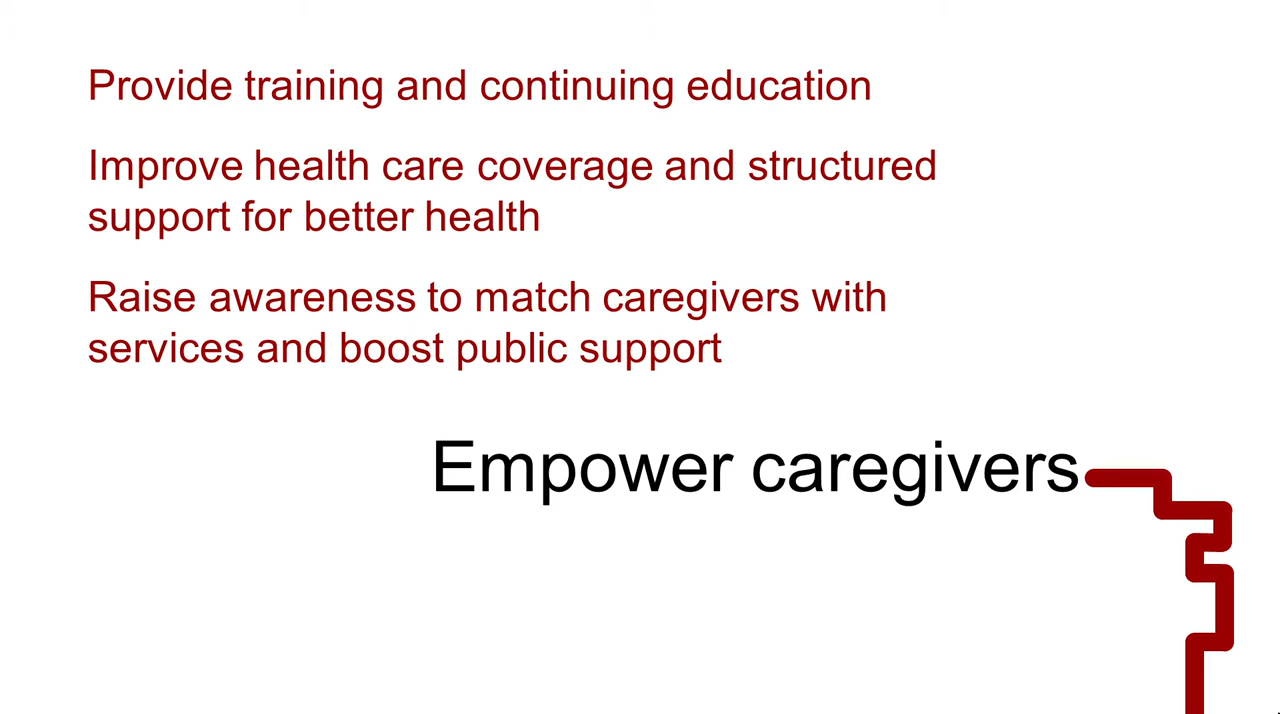 Provide training and continuing education
Improve health care coverage and structured
support for better health
Raise awareness to match caregivers with
services and boost public support
Empower caregivers